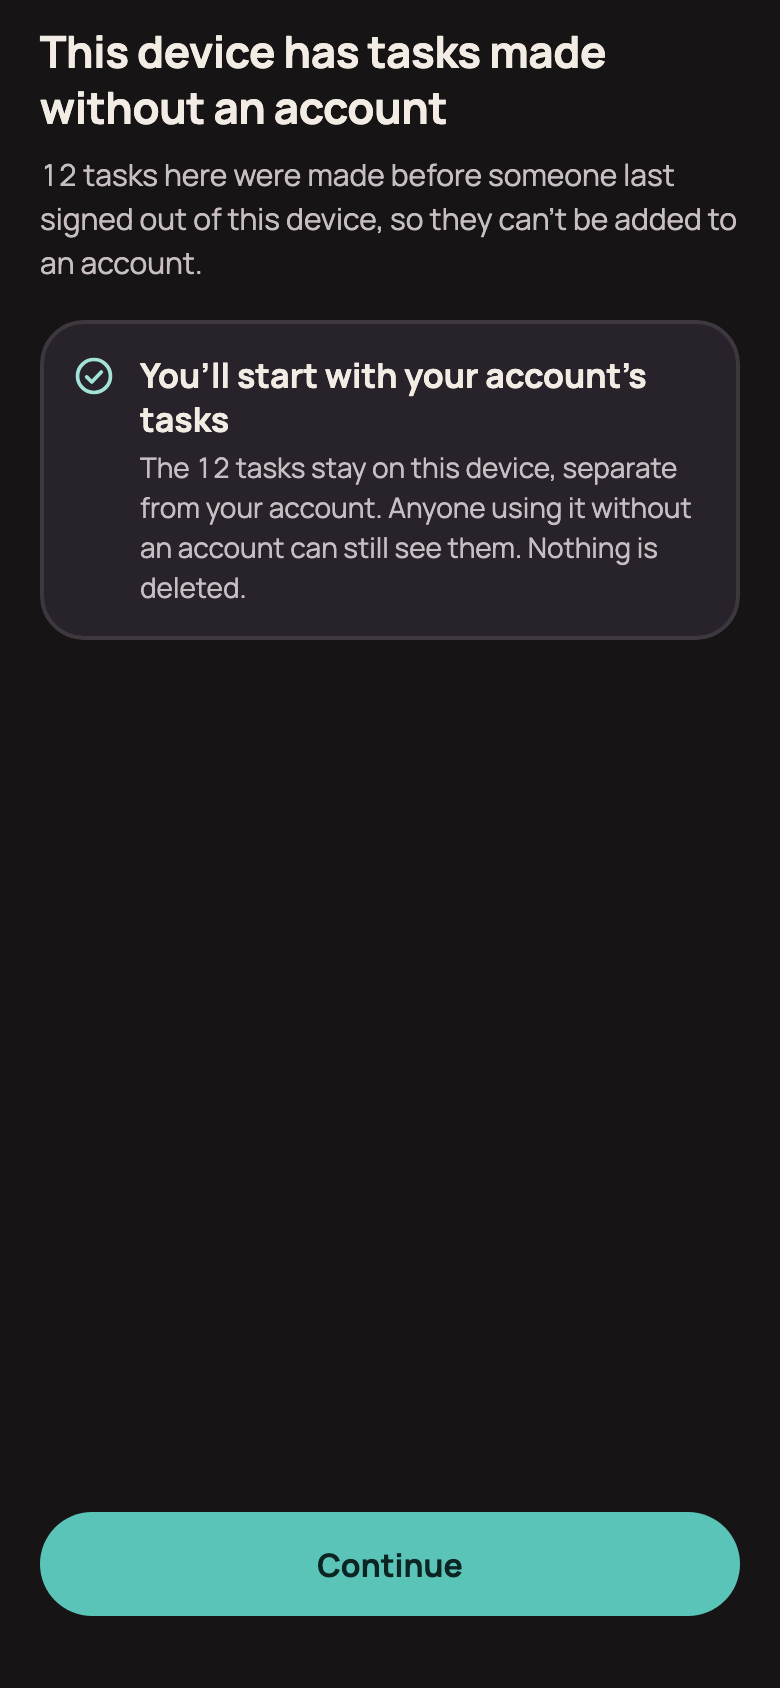 This device has tasks made
without an account
12 tasks here were made before someone last
signed out of this device, so they can’t be added to
an account.
You’ll start with your account’s
tasks
The 12 tasks stay on this device, separate
from your account. Anyone using it without
an account can still see them. Nothing is
deleted.
Continue